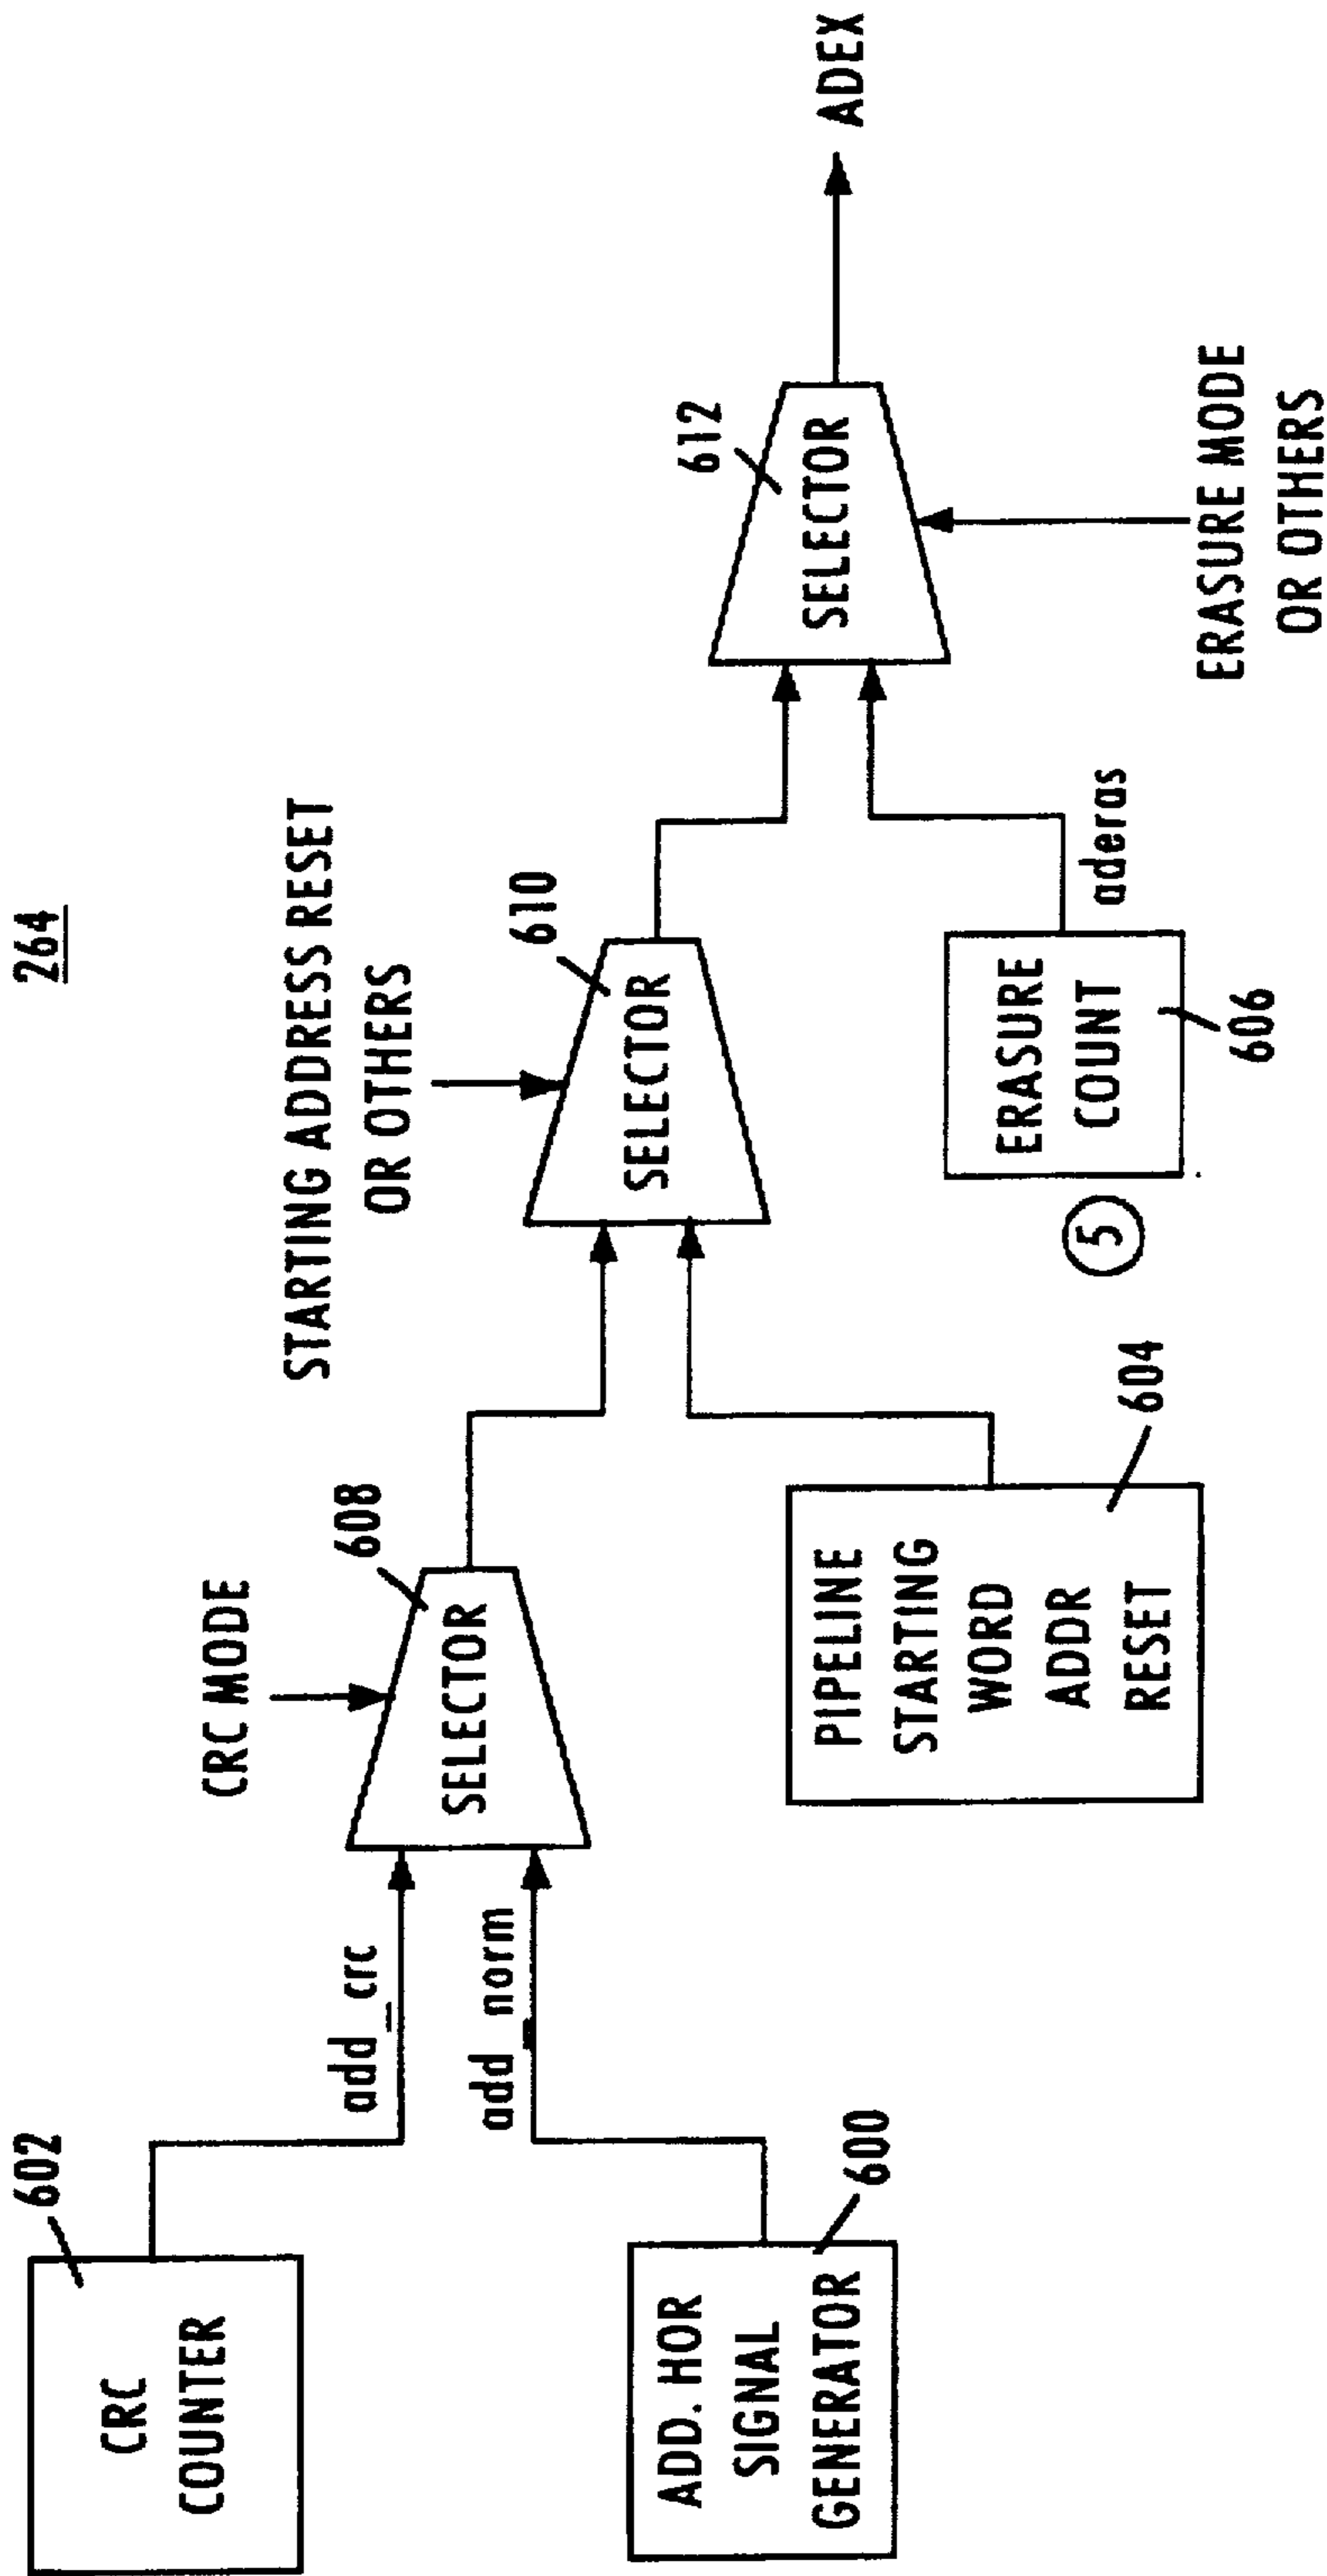 264
602
CRC
COUNTER
add_crc
ADD. HOR
SIGNAL
GENERATOR
600
add_norm
CRC MODE
608
SELECTOR
PIPELINE
STARTING
WORD
ADDR
RESET
604
STARTING ADDRESS RESET
OR OTHERS
610
SELECTOR
5
ERASURE
COUNT
606
aderas
612
SELECTOR
ERASURE MODE
OR OTHERS
ADEX